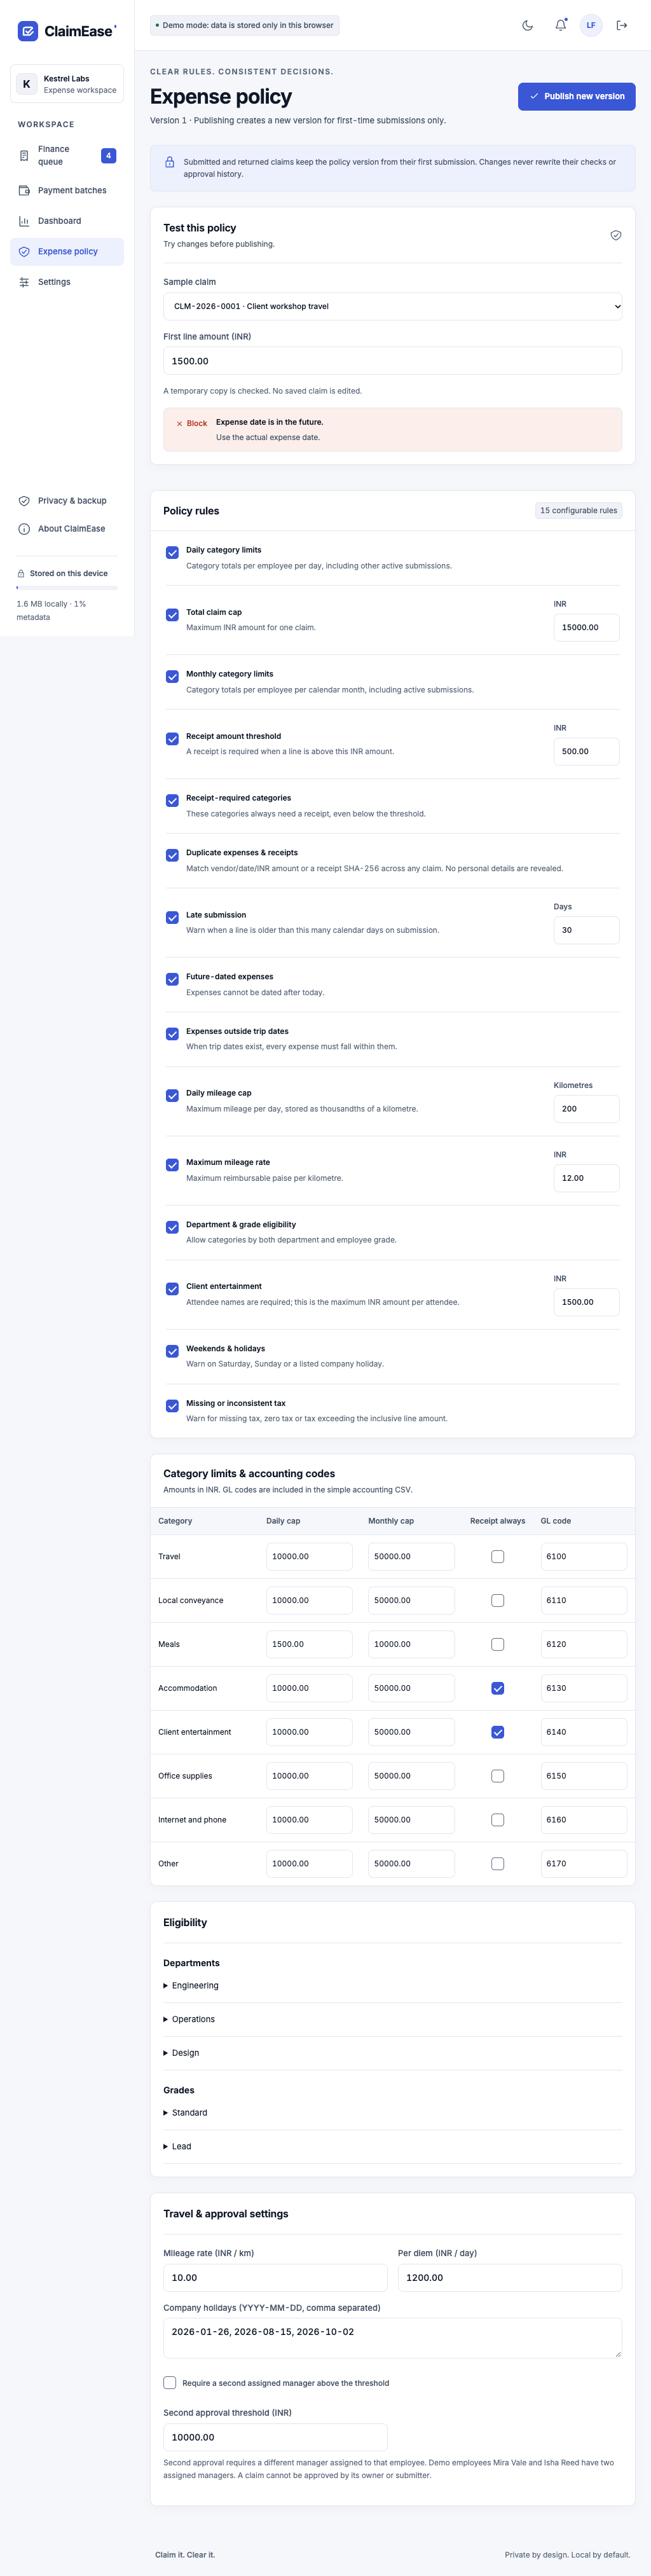 ClaimEase
Demo mode: data is stored only in this browser
LF
K
Kestrel Labs
Expense workspace
WORKSPACE
Finance
queue
4
Payment batches
Dashboard
Expense policy
Settings
Privacy & backup
About ClaimEase
Stored on this device
1.6 MB locally · 1%
metadata
CLEAR RULES. CONSISTENT DECISIONS.
Expense policy
Publish new version
Version 1 · Publishing creates a new version for first-time submissions only.
Submitted and returned claims keep the policy version from their first submission. Changes never rewrite their checks or
approval history.
Test this policy
Try changes before publishing.
Sample claim
CLM-2026-0001 · Client workshop travel
First line amount (INR)
1500.00
A temporary copy is checked. No saved claim is edited.
Block
Expense date is in the future.
Use the actual expense date.
Policy rules
15 configurable rules
Daily category limits
Category totals per employee per day, including other active submissions.
Total claim cap
Maximum INR amount for one claim.
INR
15000.00
Monthly category limits
Category totals per employee per calendar month, including active submissions.
Receipt amount threshold
A receipt is required when a line is above this INR amount.
INR
500.00
Receipt-required categories
These categories always need a receipt, even below the threshold.
Duplicate expenses & receipts
Match vendor/date/INR amount or a receipt SHA-256 across any claim. No personal details are revealed.
Late submission
Warn when a line is older than this many calendar days on submission.
Days
30
Future-dated expenses
Expenses cannot be dated after today.
Expenses outside trip dates
When trip dates exist, every expense must fall within them.
Daily mileage cap
Maximum mileage per day, stored as thousandths of a kilometre.
Kilometres
200
Maximum mileage rate
Maximum reimbursable paise per kilometre.
INR
12.00
Department & grade eligibility
Allow categories by both department and employee grade.
Client entertainment
Attendee names are required; this is the maximum INR amount per attendee.
INR
1500.00
Weekends & holidays
Warn on Saturday, Sunday or a listed company holiday.
Missing or inconsistent tax
Warn for missing tax, zero tax or tax exceeding the inclusive line amount.
Category limits & accounting codes
Amounts in INR. GL codes are included in the simple accounting CSV.
Category Daily cap Monthly cap Receipt always GL code
Travel 10000.00 50000.00 6100
Local conveyance 10000.00 50000.00 6110
Meals 1500.00 10000.00 6120
Accommodation 10000.00 50000.00 6130
Client entertainment 10000.00 50000.00 6140
Office supplies 10000.00 50000.00 6150
Internet and phone 10000.00 50000.00 6160
Other 10000.00 50000.00 6170
Eligibility
Departments
Engineering
Operations
Design
Grades
Standard
Lead
Travel & approval settings
Mileage rate (INR / km)
10.00
Per diem (INR / day)
1200.00
Company holidays (YYYY-MM-DD, comma separated)
2026-01-26, 2026-08-15, 2026-10-02
Require a second assigned manager above the threshold
Second approval threshold (INR)
10000.00
Second approval requires a different manager assigned to that employee. Demo employees Mira Vale and Isha Reed have two
assigned managers. A claim cannot be approved by its owner or submitter.
Claim it. Clear it.
Private by design. Local by default.